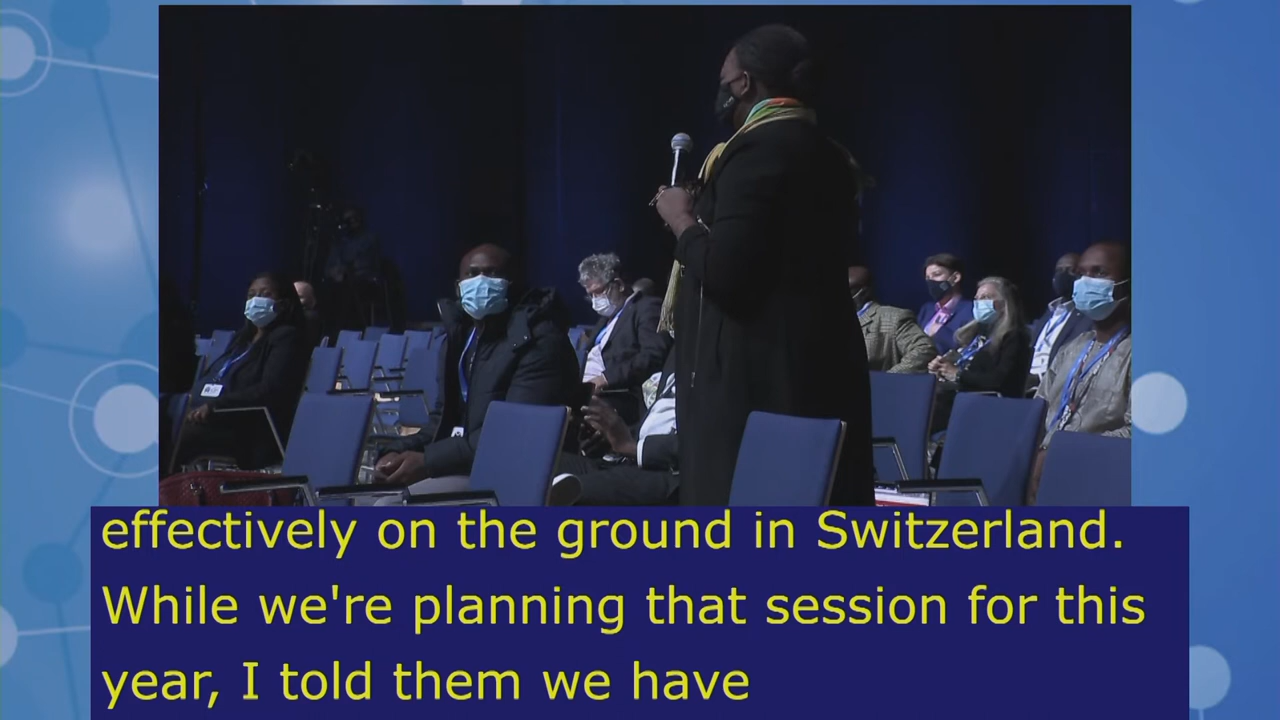 effectively on the ground in Switzerland.
While we're planning that session for this
year, I told them we have